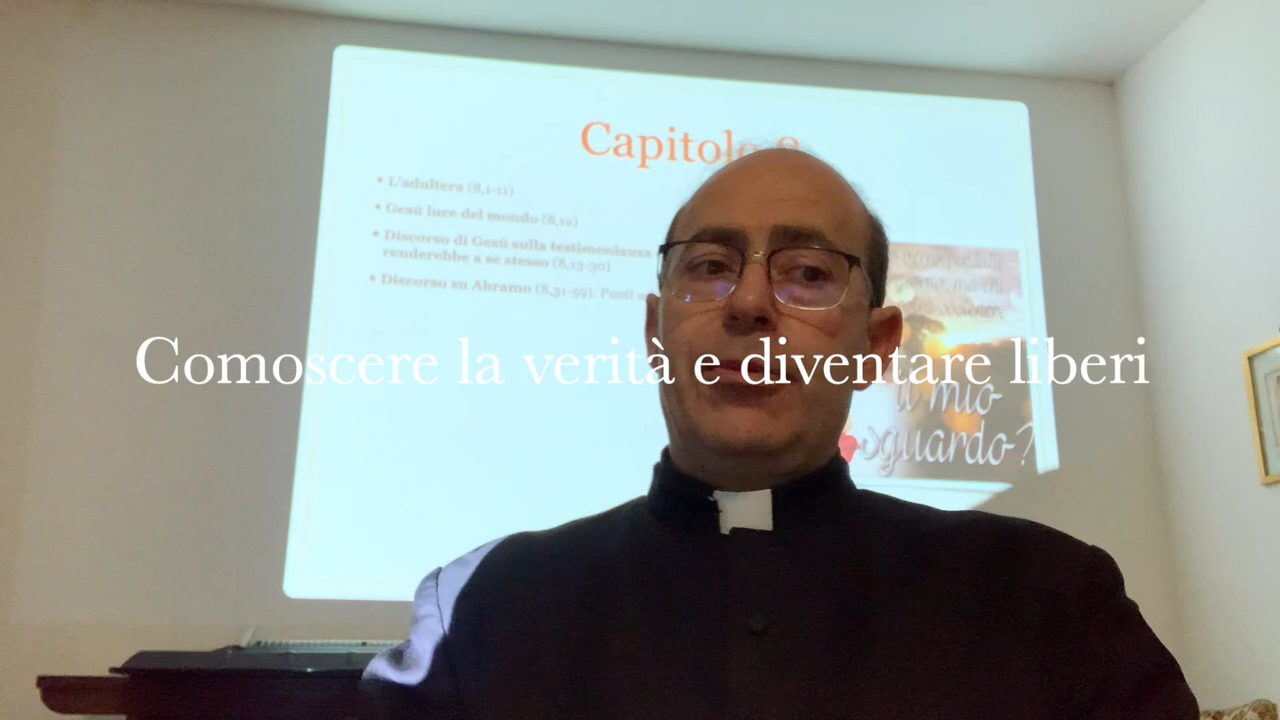 Capitolo 8
• L'adultera (8,1-11)
• Gesù luce del mondo (8,12)
• Discorso di Gesù sulla testimonianza
renderebbe a se stesso (8,13-30)
• Discorso su Abramo (8,31-59). Punti
Comoscere la verità e diventare liberi
il mio
sguardo?